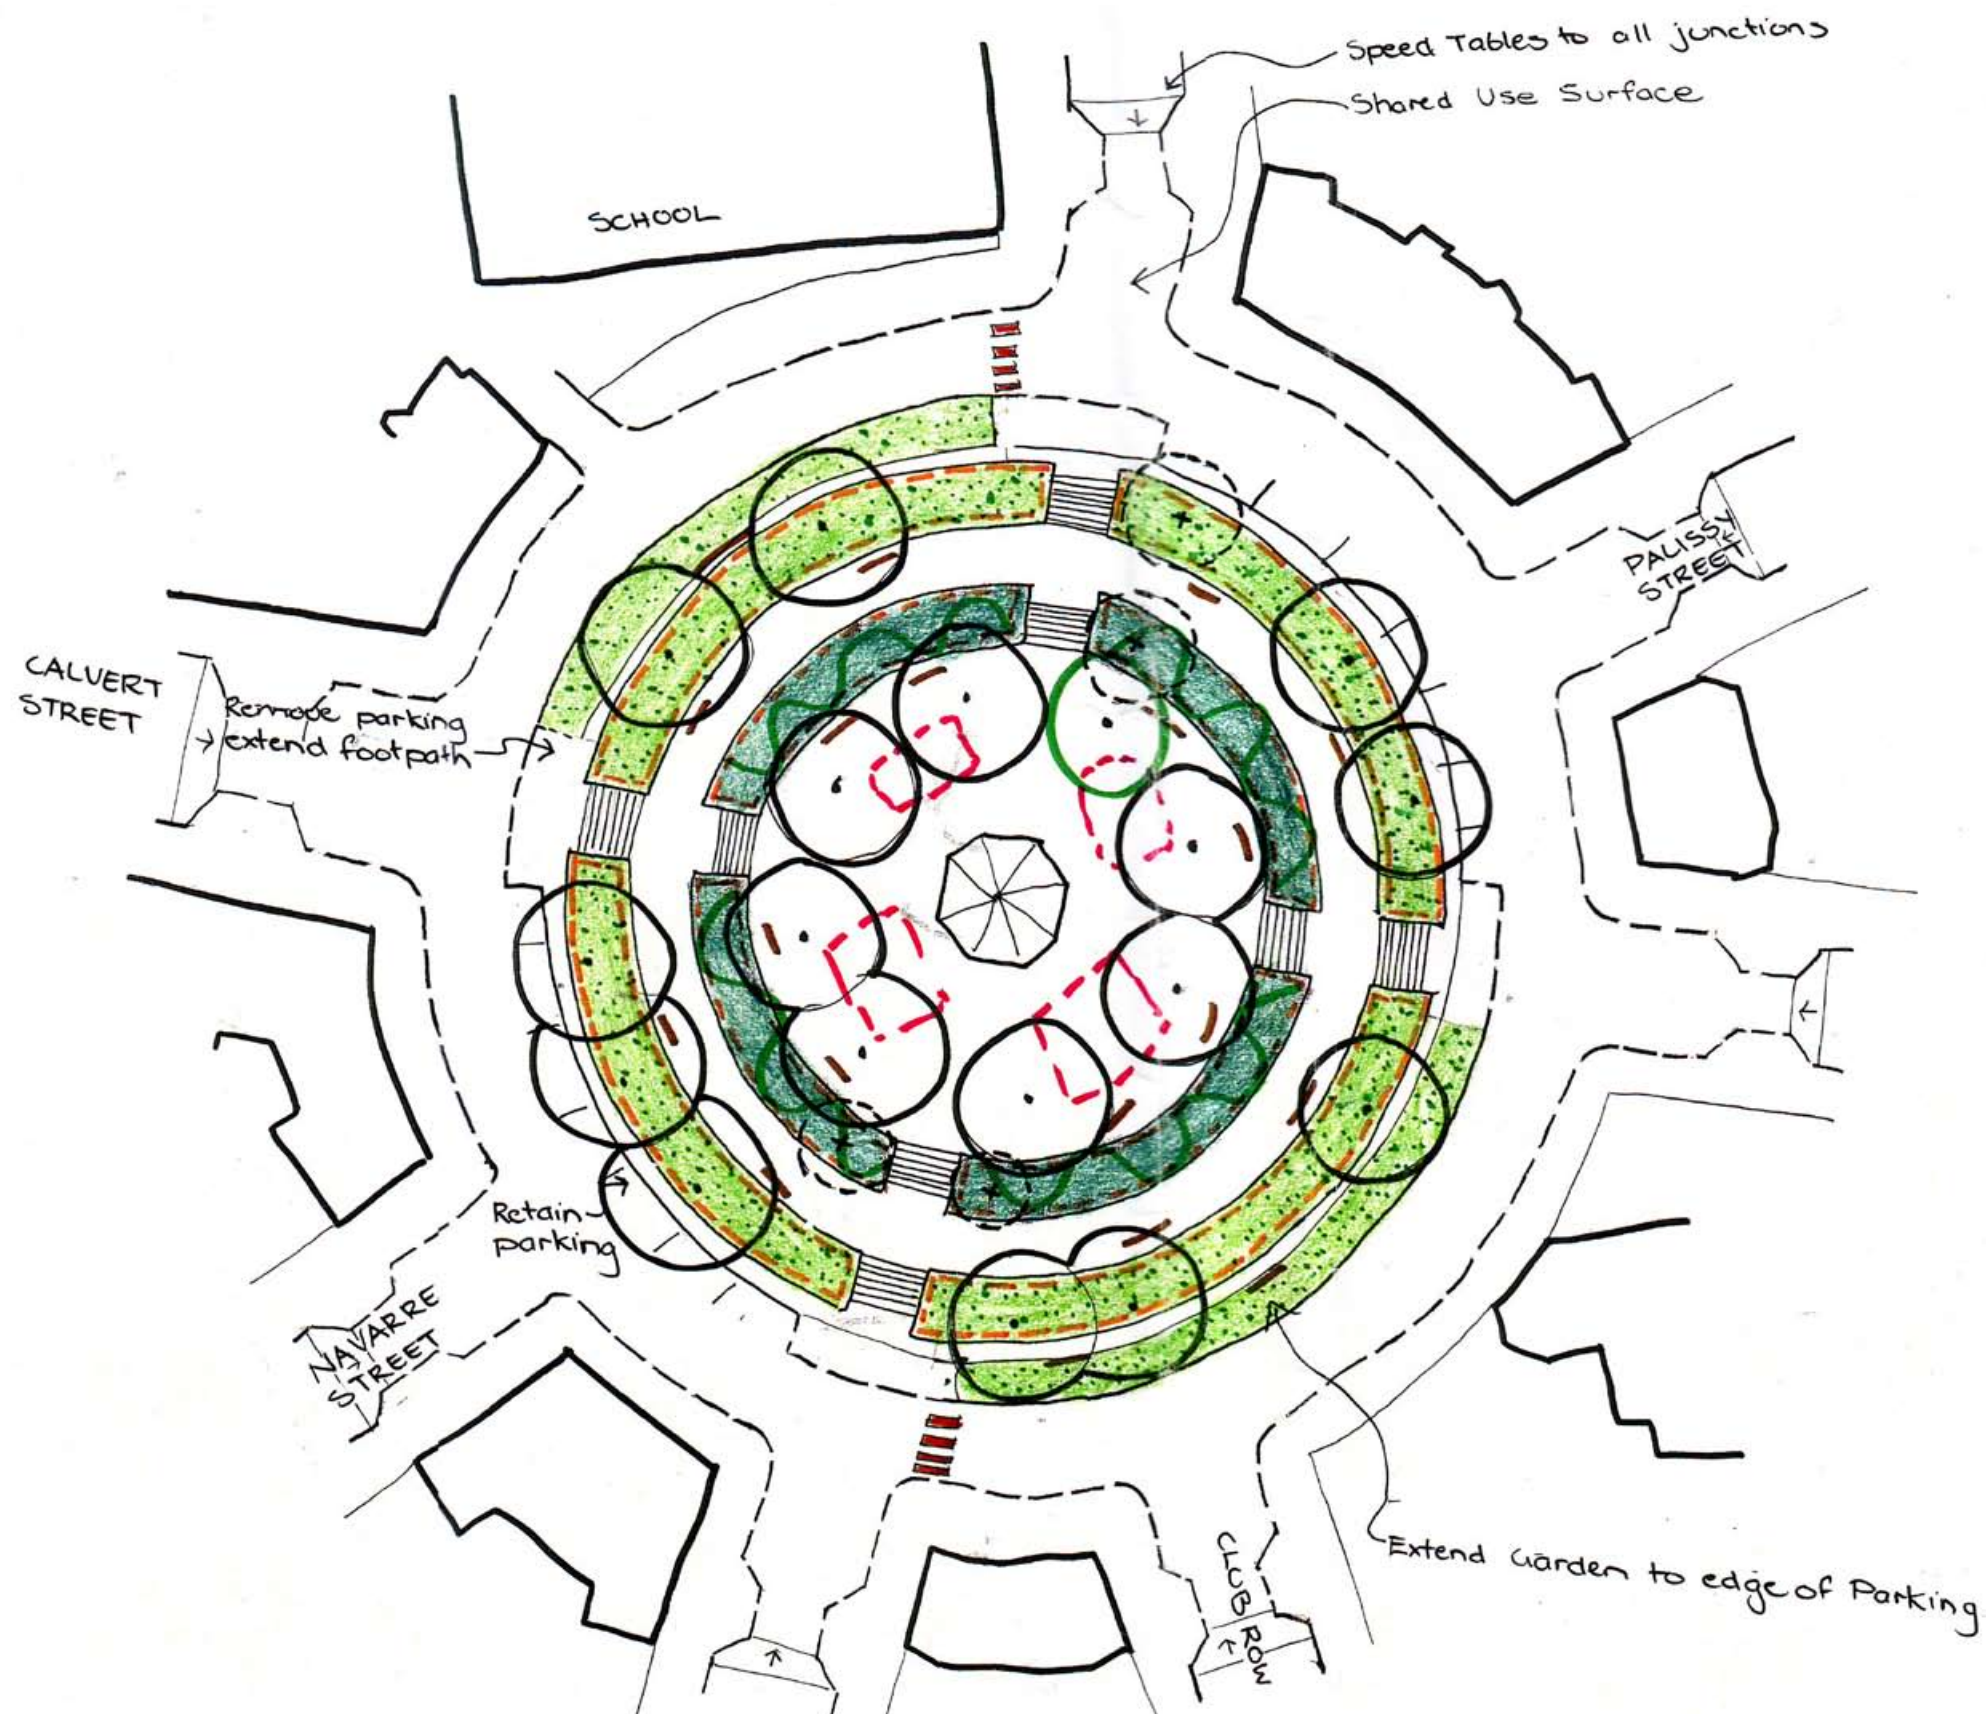 Speed Tables to all junctions
Shared Use Surface
SCHOOL
PALISSY
STREET
CALVERT
STREET
Remove parking
extend footpath
Retain
parking
NAVARRE
STREET
CLUB ROW
Extend Garden to edge of Parking